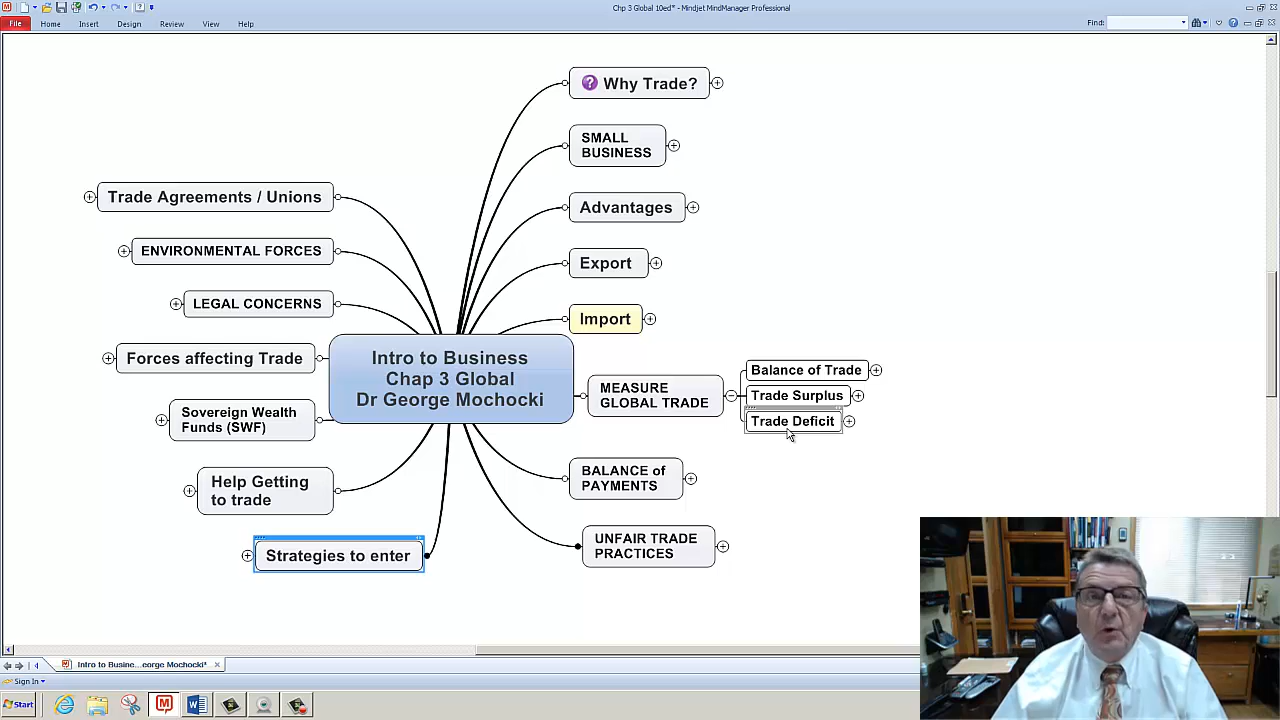 Chp 3 Global 10ed* - Mindjet MindManager Professional
File Home Insert Design Review View Help
Find:
Why Trade?
SMALL
BUSINESS
Advantages
Export
Import
MEASURE
GLOBAL TRADE
Balance of Trade
Trade Surplus
Trade Deficit
BALANCE of
PAYMENTS
UNFAIR TRADE
PRACTICES
Intro to Business
Chap 3 Global
Dr George Mochocki
Trade Agreements / Unions
ENVIRONMENTAL FORCES
LEGAL CONCERNS
Forces affecting Trade
Sovereign Wealth
Funds (SWF)
Help Getting
to trade
Strategies to enter
Intro to Busine...eorge Mochocki*
Sign In
Start